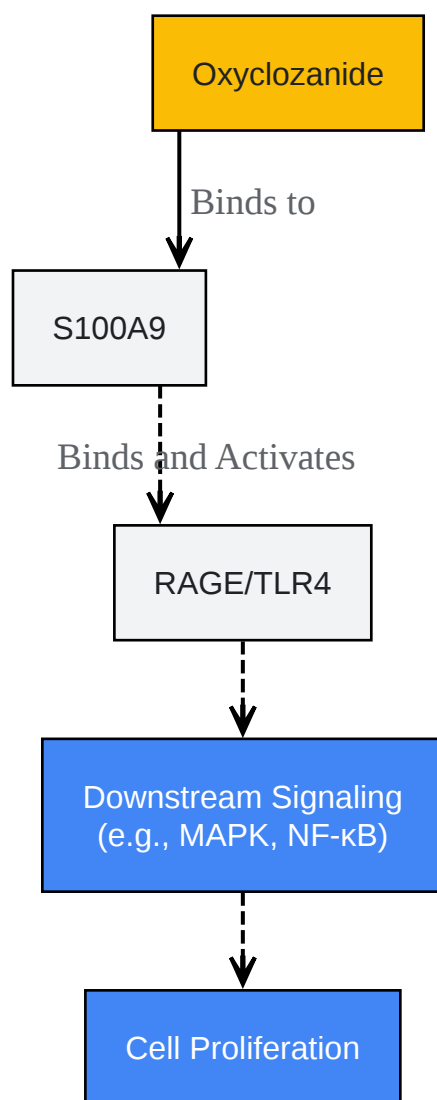 Oxyclozanide
Binds to
S100A9
Binds and Activates
RAGE/TLR4
Downstream Signaling
(e.g., MAPK, NF-κB)
Cell Proliferation